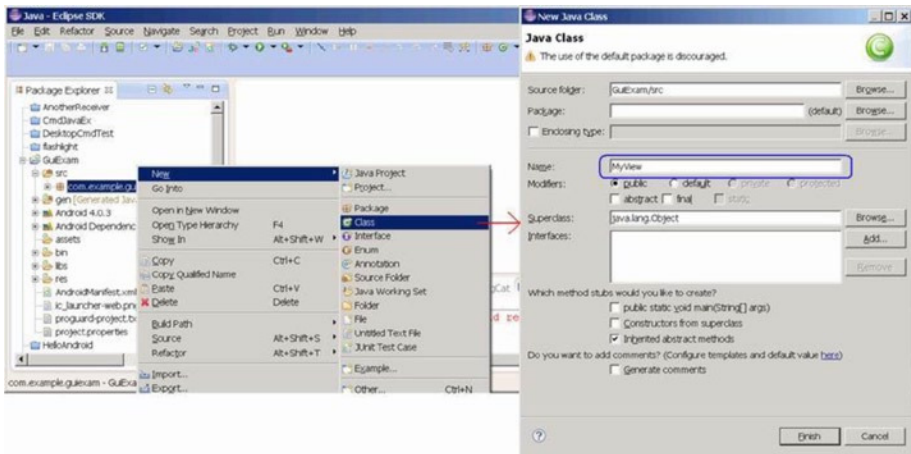 Java - Eclipse SDK
File Edit Refactor Source Navigate Search Project Run Window Help
Package Explorer
AnotherReceiver
CmdJavaEx
DesktopCmdTest
flashlight
GuiExam
src
com.example.gui
gen [Generated Jav
Android 4.0.3
Android Dependenc
assets
bin
libs
res
AndroidManifest.xml
ic_launcher-web.pn
proguard-project.tx
project.properties
HelloAndroid
com.example.guiexam - GuiExa
New
Go Into
Open in New Window
Open Type Hierarchy F4
Show In Alt+Shift+W
Copy Ctrl+C
Copy Qualified Name
Paste Ctrl+V
Delete Delete
Build Path
Source Alt+Shift+S
Refactor Alt+Shift+T
Import...
Export...
Java Project
Project...
Package
Class
Interface
Enum
Annotation
Source Folder
Java Working Set
Folder
File
Untitled Text File
JUnit Test Case
Example...
Other... Ctrl+N
gCat
d re
New Java Class
Java Class
The use of the default package is discouraged.
Source folder: GuiExam/src Browse...
Package: (default) Browse...
Enclosing type: Browse...
Name: MyView
Modifiers: public default private protected
abstract final static
Superclass: java.lang.Object Browse...
Interfaces: Add...
Remove
Which method stubs would you like to create?
public static void main(String[] args)
Constructors from superclass
Inherited abstract methods
Do you want to add comments? (Configure templates and default value here)
Generate comments
Finish Cancel